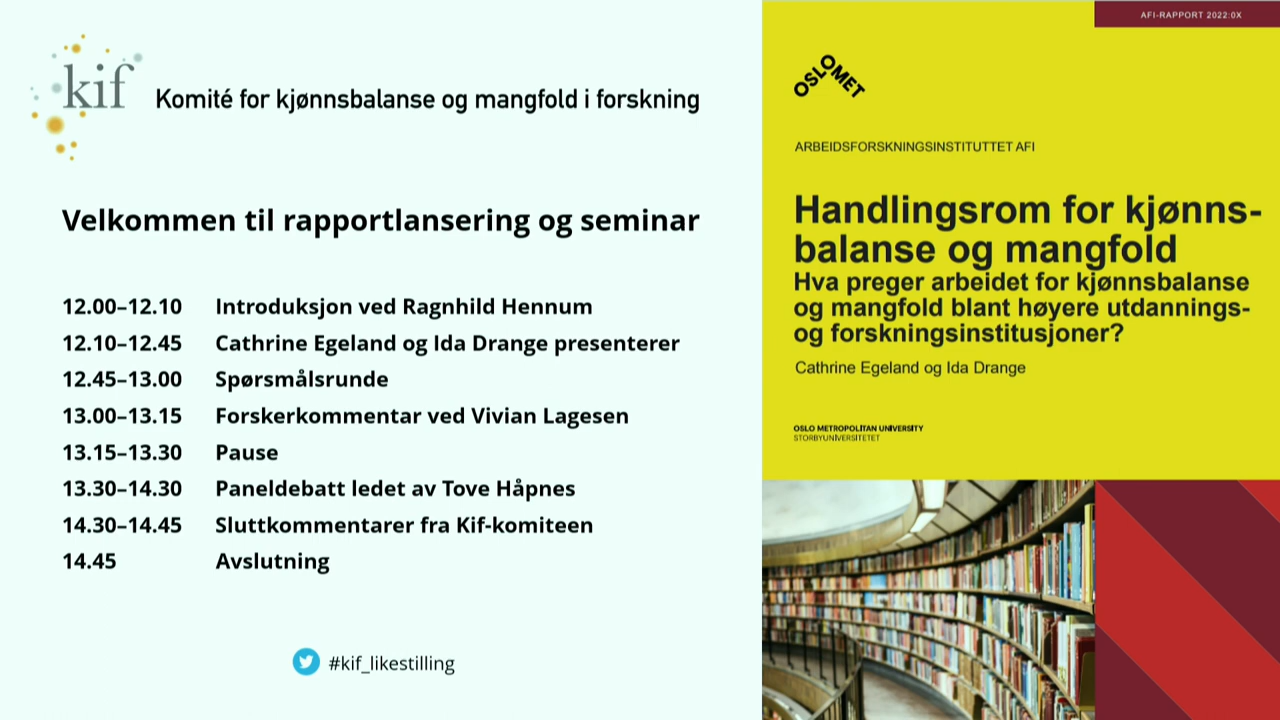 kif Komité for kjønnsbalanse og mangfold i forskning
Velkommen til rapportlansering og seminar
12.00–12.10 Introduksjon ved Ragnhild Hennum
12.10–12.45 Cathrine Egeland og Ida Drange presenterer
12.45–13.00 Spørsmålsrunde
13.00–13.15 Forskerkommentar ved Vivian Lagesen
13.15–13.30 Pause
13.30–14.30 Paneldebatt ledet av Tove Håpnes
14.30–14.45 Sluttkommentarer fra Kif-komiteen
14.45 Avslutning
#kif_likestilling
AFI-RAPPORT 2022:0X
OSLOMET
ARBEIDSFORSKNINGSINSTITUTTET AFI
Handlingsrom for kjønns-
balanse og mangfold
Hva preger arbeidet for kjønnsbalanse
og mangfold blant høyere utdannings-
og forskningsinstitusjoner?
Cathrine Egeland og Ida Drange
OSLO METROPOLITAN UNIVERSITY
STORBYUNIVERSITETET